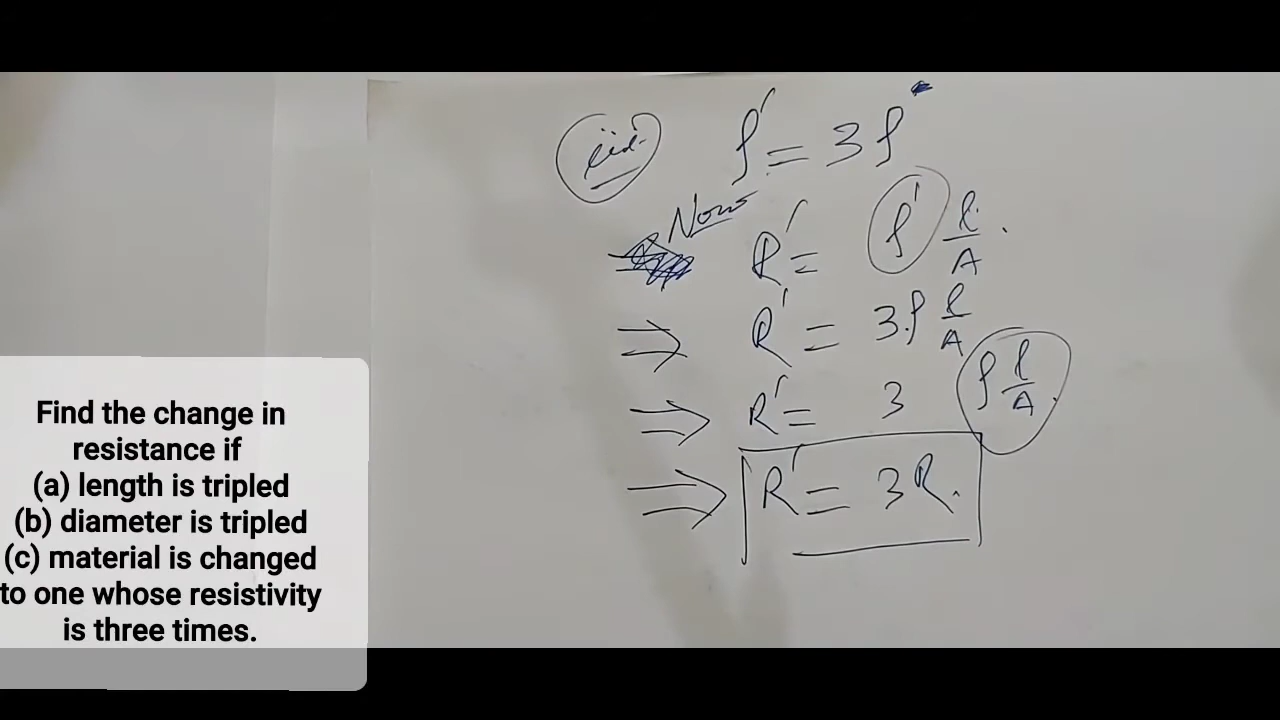 iii.
ρ' = 3ρ
Now R' = ρ' l/A.
⇒ R' = 3.ρ l/A
⇒ R' = 3 ρ l/A.
⇒ R' = 3R.
Find the change in
resistance if
(a) length is tripled
(b) diameter is tripled
(c) material is changed
to one whose resistivity
is three times.